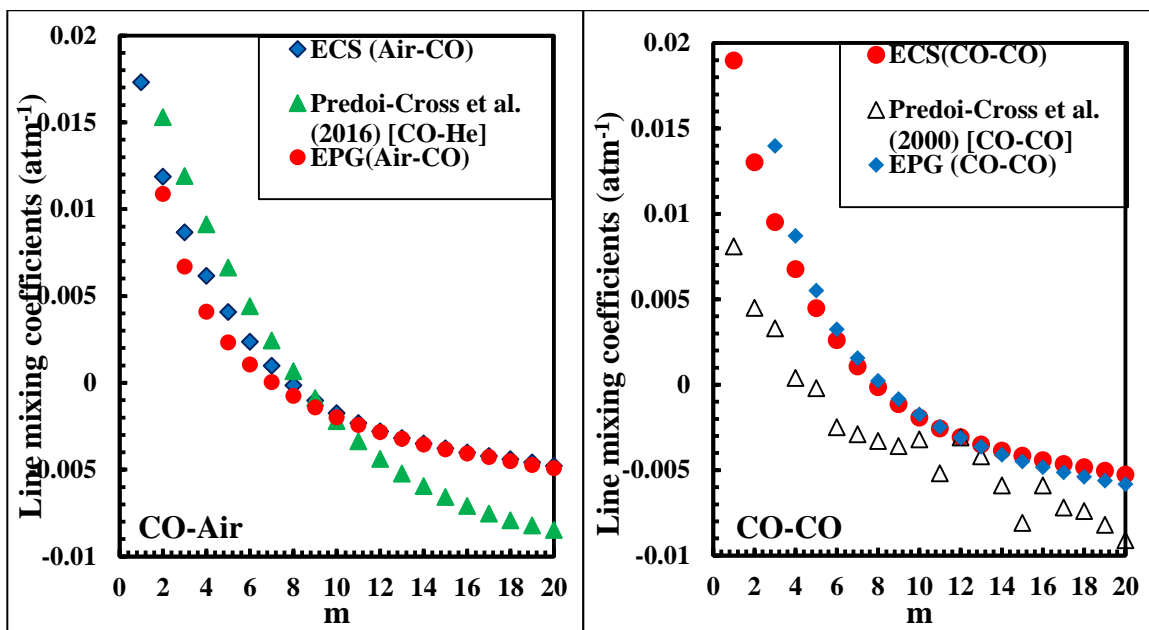 Line mixing coefficients (atm-1)
0.02
0.015
0.01
0.005
0
-0.005
-0.01
ECS (Air-CO)
Predoi-Cross et al.
(2016) [CO-He]
EPG(Air-CO)
CO-Air
0 2 4 6 8 10 12 14 16 18 20
m
Line mixing coefficients (atm-1)
0.02
0.015
0.01
0.005
0
-0.005
-0.01
ECS(CO-CO)
Predoi-Cross et al.
(2000) [CO-CO]
EPG (CO-CO)
CO-CO
0 2 4 6 8 10 12 14 16 18 20
m